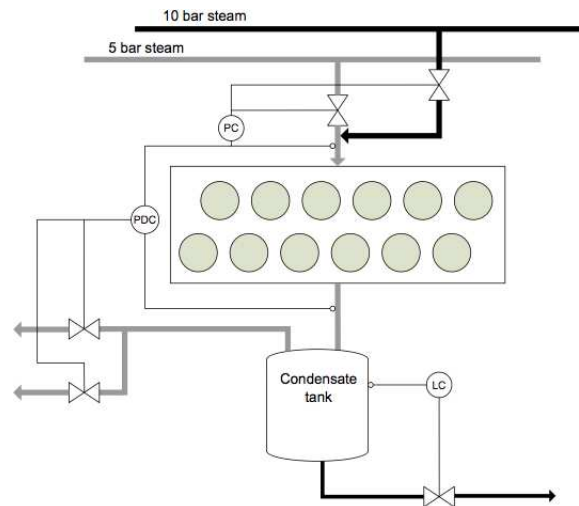 10 bar steam
5 bar steam
PC
PDC
Condensate
tank
LC